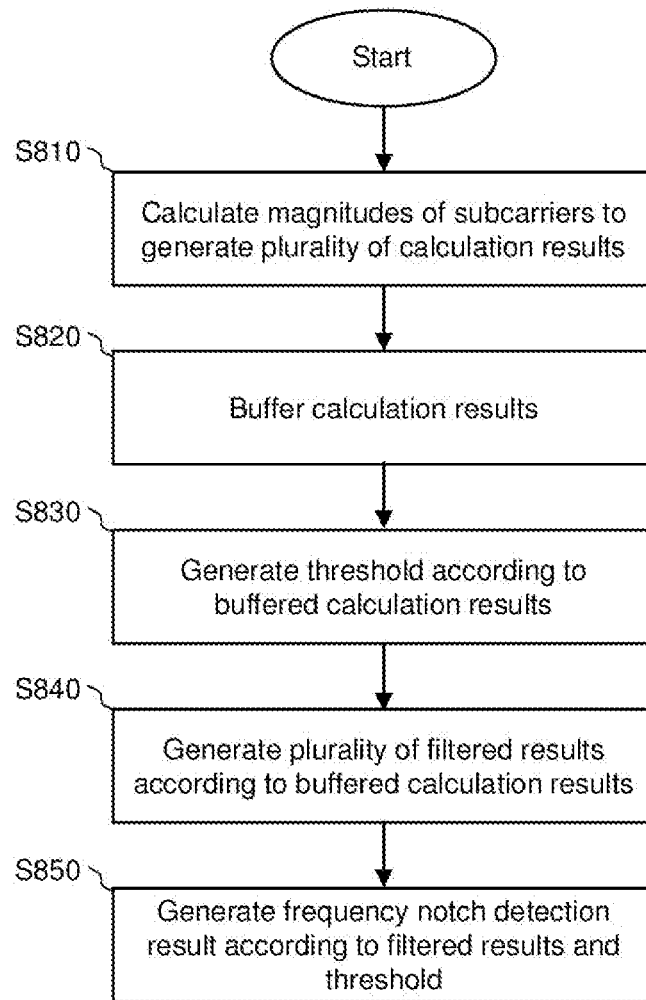 Start
S810
Calculate magnitudes of subcarriers to
generate plurality of calculation results
S820
Buffer calculation results
S830
Generate threshold according to
buffered calculation results
S840
Generate plurality of filtered results
according to buffered calculation results
S850
Generate frequency notch detection
result according to filtered results and
threshold